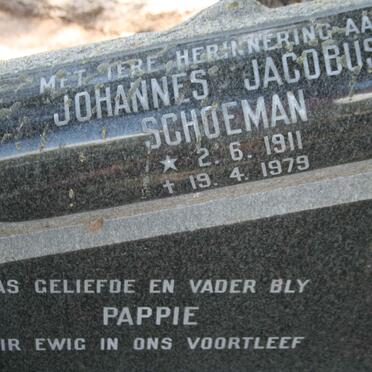 MET TERE HERINNERING AA
JOHANNES JACOBUS
SCHOEMAN
★ 2. 6. 1911
✝ 19. 4. 1979
AS GELIEFDE EN VADER BLY
PAPPIE
IR EWIG IN ONS VOORTLEEF